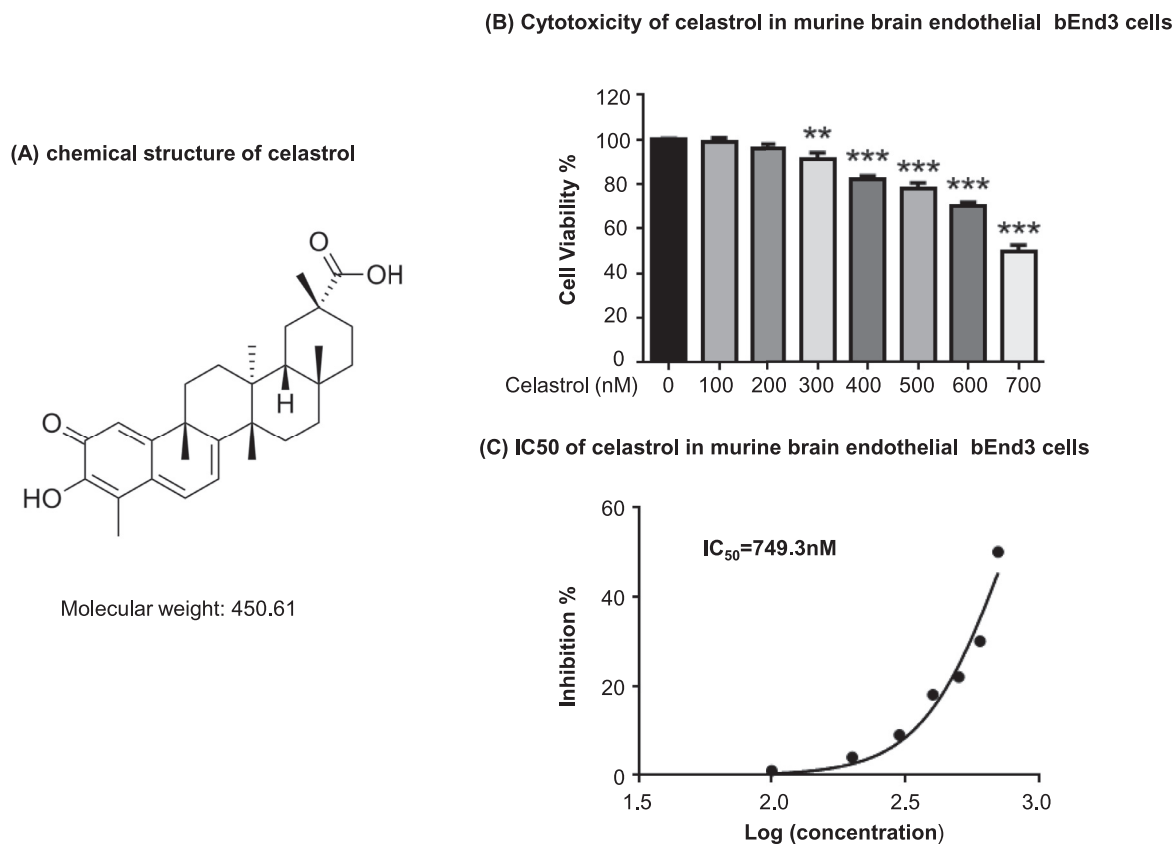 (B) Cytotoxicity of celastrol in murine brain endothelial bEnd3 cells
(A) chemical structure of celastrol
O
OH
H
O
HO
Molecular weight: 450.61
Cell Viability %
120
100
80
60
40
20
0
**
***
***
***
***
Celastrol (nM) 0 100 200 300 400 500 600 700
(C) IC50 of celastrol in murine brain endothelial bEnd3 cells
Inhibition %
60
40
20
0
IC50=749.3nM
1.5 2.0 2.5 3.0
Log (concentration)